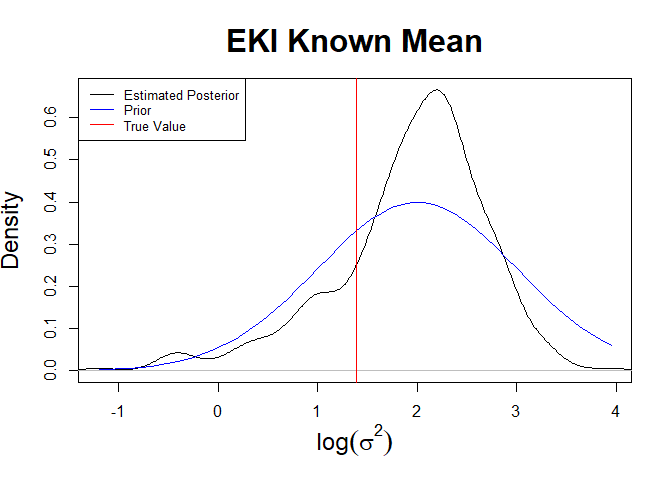 EKI Known Mean
Estimated Posterior
Prior
True Value
Density
0.0
0.1
0.2
0.3
0.4
0.5
0.6
-1
0
1
2
3
4
log(σ²)